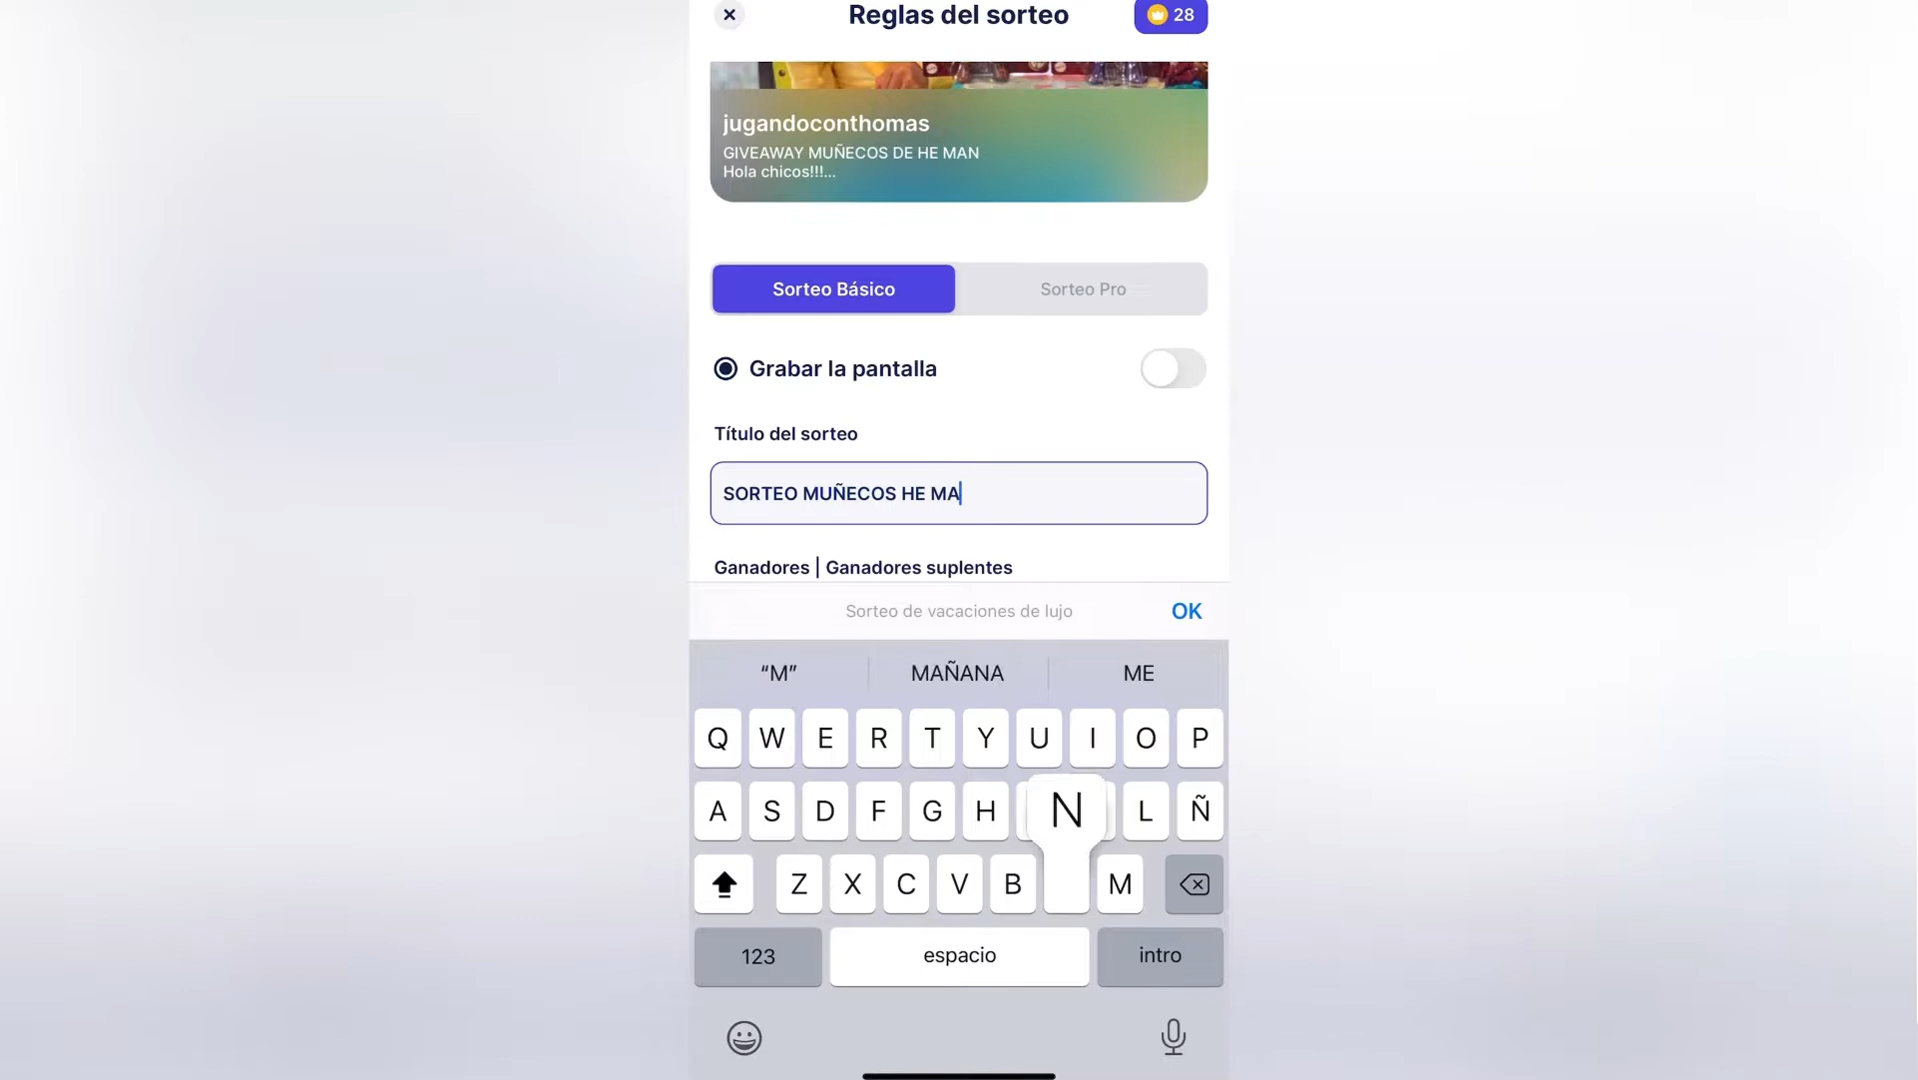 Reglas del sorteo
28
jugandoconthomas
GIVEAWAY MUÑECOS DE HE MAN
Hola chicos!!!...
Sorteo Básico
Sorteo Pro
Grabar la pantalla
Título del sorteo
SORTEO MUÑECOS HE MA
Ganadores | Ganadores suplentes
Sorteo de vacaciones de lujo
OK
“M”
MAÑANA
ME
Q W E R T Y U I O P
A S D F G H N L Ñ
Z X C V B M
123
espacio
intro